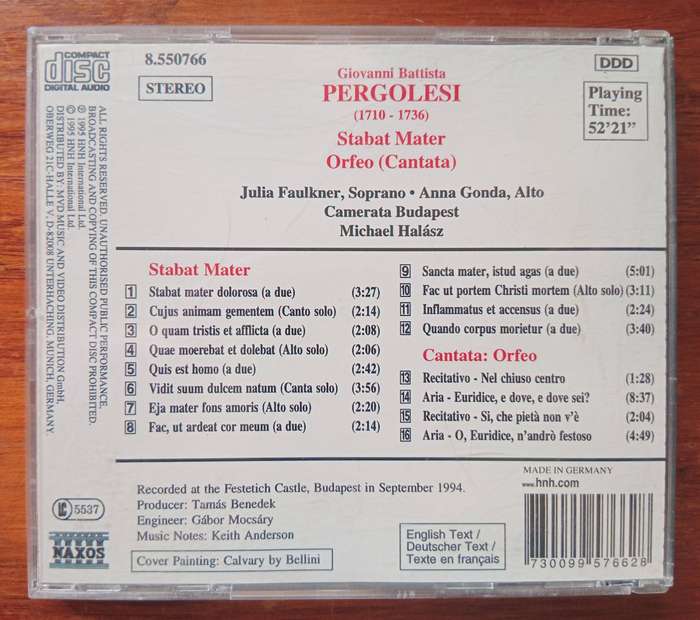 COMPACT
disc
DIGITAL AUDIO
8.550766
STEREO
Giovanni Battista
PERGOLESI
(1710 - 1736)
Stabat Mater
Orfeo (Cantata)
DDD
Playing
Time:
52'21"
Julia Faulkner, Soprano • Anna Gonda, Alto
Camerata Budapest
Michael Halász
Stabat Mater
1 Stabat mater dolorosa (a due) (3:27)
2 Cujus animam gementem (Canto solo) (2:14)
3 O quam tristis et afflicta (a due) (2:08)
4 Quae moerebat et dolebat (Alto solo) (2:06)
5 Quis est homo (a due) (2:42)
6 Vidit suum dulcem natum (Canta solo) (3:56)
7 Eja mater fons amoris (Alto solo) (2:20)
8 Fac, ut ardeat cor meum (a due) (2:14)
9 Sancta mater, istud agas (a due) (5:01)
10 Fac ut portem Christi mortem (Alto solo) (3:11)
11 Inflammatus et accensus (a due) (2:24)
12 Quando corpus morietur (a due) (3:40)
Cantata: Orfeo
13 Recitativo - Nel chiuso centro (1:28)
14 Aria - Euridice, e dove, e dove sei? (8:37)
15 Recitativo - Sì, che pietà non v'è (2:04)
16 Aria - O, Euridice, n'andrò festoso (4:49)
Recorded at the Festetich Castle, Budapest in September 1994.
Producer: Tamás Benedek
Engineer: Gábor Mocsáry
Music Notes: Keith Anderson
Cover Painting: Calvary by Bellini
English Text /
Deutscher Text /
Texte en français
MADE IN GERMANY
www.hnh.com
7 30099 57662 8
LC 5537
NAXOS
ALL RIGHTS RESERVED. UNAUTHORISED PUBLIC PERFORMANCE,
BROADCASTING AND COPYING OF THIS COMPACT DISC PROHIBITED.
℗ 1995 HNH International Ltd.
© 1995 HNH International Ltd.
DISTRIBUTED BY: MVD MUSIC AND VIDEO DISTRIBUTION GmbH,
OBERWEG 21C-HALLE V, D-82008 UNTERHACHING, MUNICH, GERMANY.